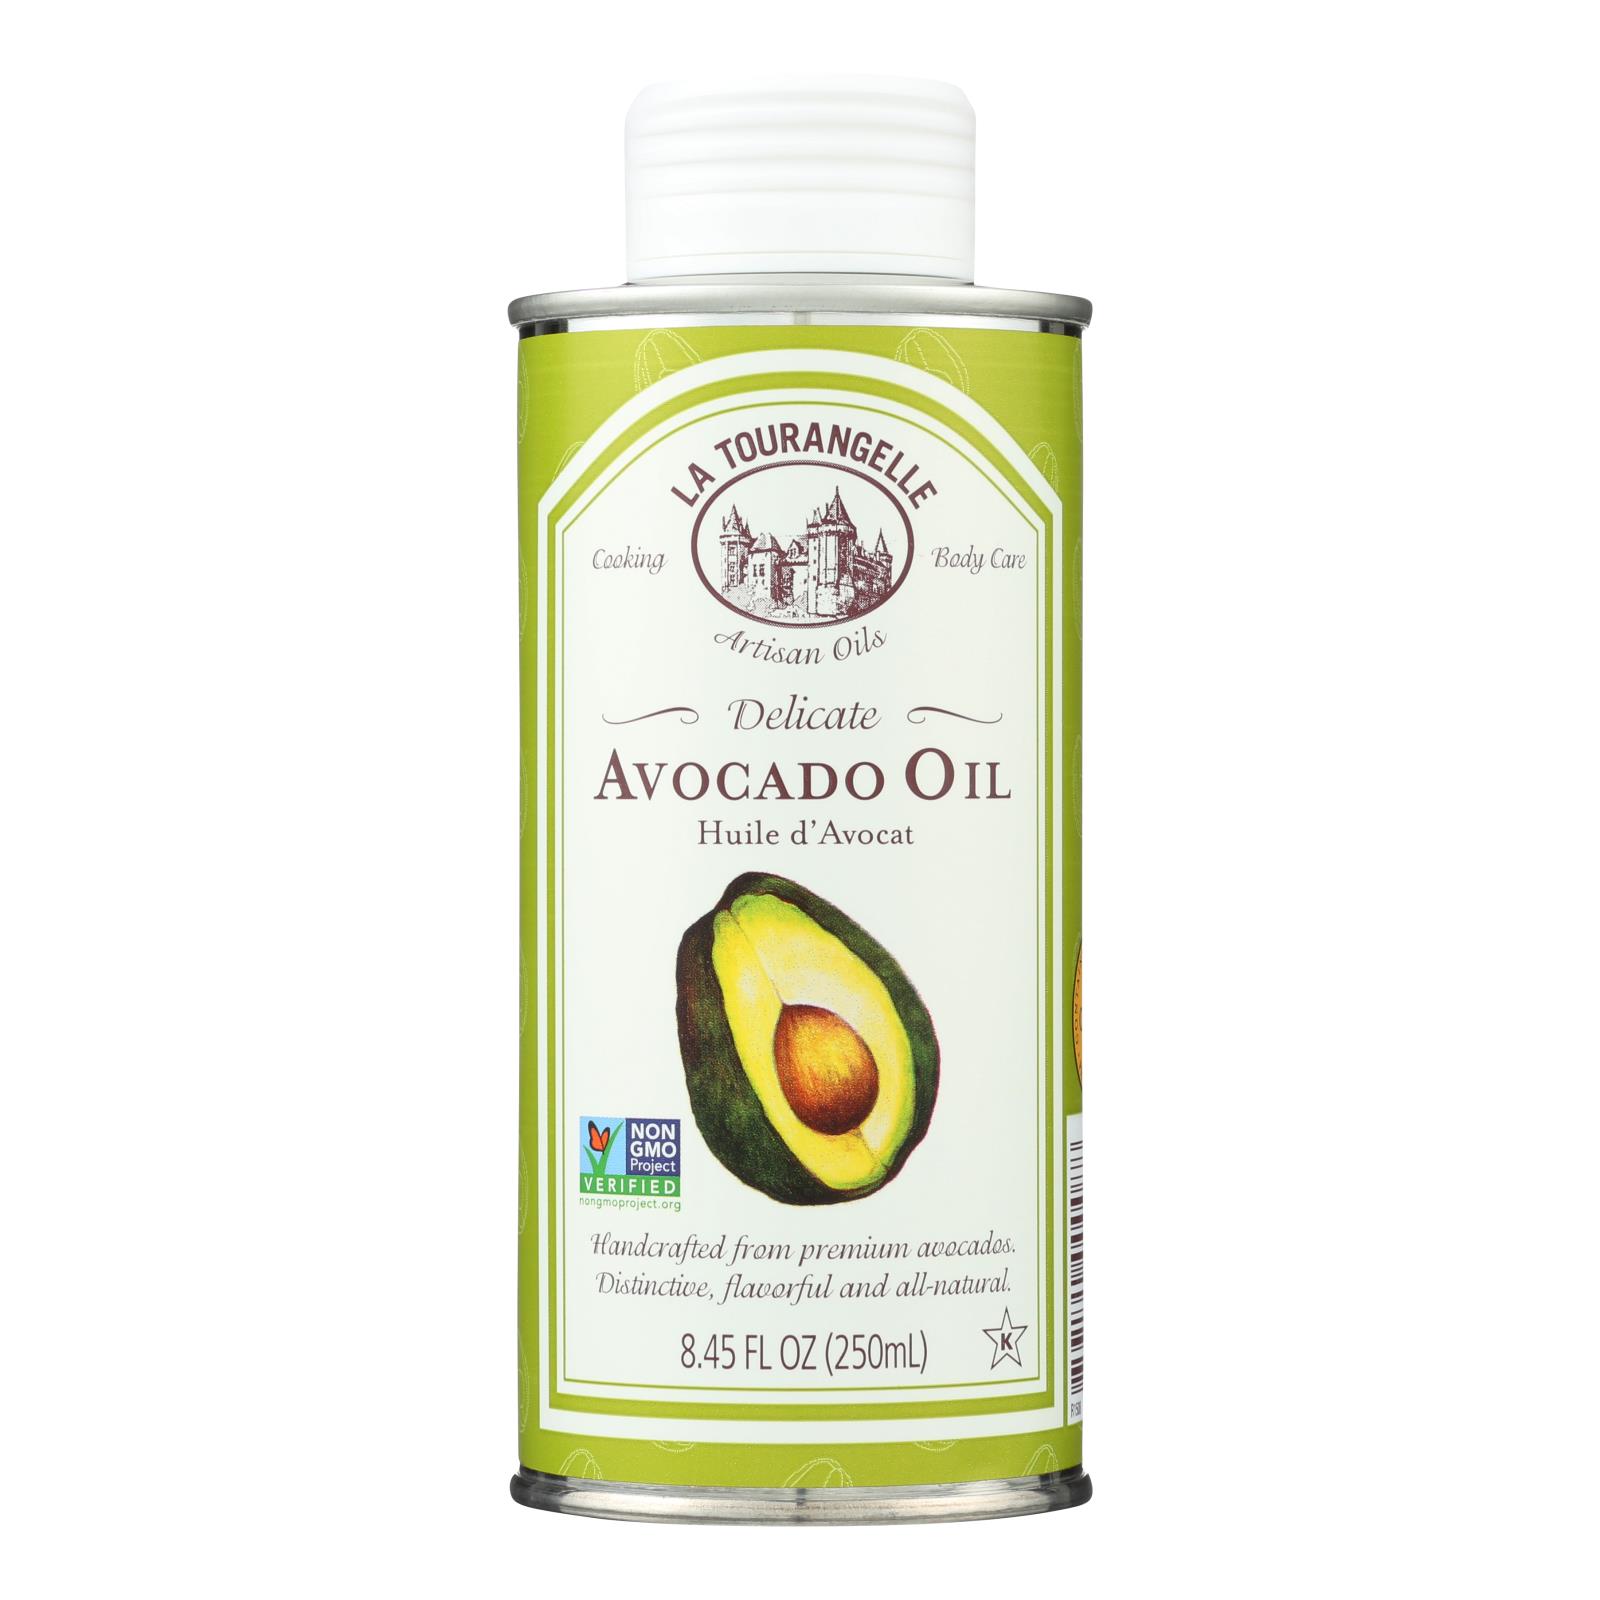 LA TOURANGELLE
Cooking
Body Care
Artisan Oils
Delicate
AVOCADO OIL
Huile d'Avocat
NON
GMO
Project
VERIFIED
nongmoproject.org
Handcrafted from premium avocados.
Distinctive, flavorful and all-natural.
8.45 FL OZ (250mL)
K